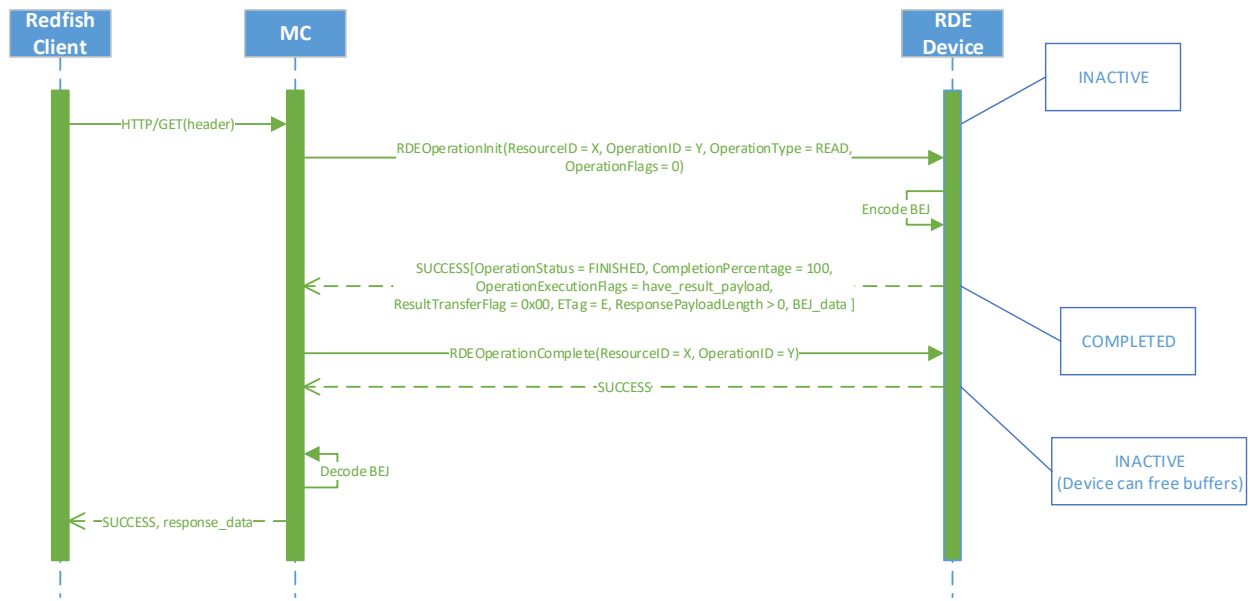 Redfish
Client
MC
RDE
Device
INACTIVE
HTTP/GET(header)
RDEOperationInit(ResourceID = X, OperationID = Y, OperationType = READ,
OperationFlags = 0)
Encode BEJ
SUCCESS[OperationStatus = FINISHED, CompletionPercentage = 100,
OperationExecutionFlags = have_result_payload,
ResultTransferFlag = 0x00, ETag = E, ResponsePayloadLength > 0, BEJ_data ]
COMPLETED
RDEOperationComplete(ResourceID = X, OperationID = Y)
SUCCESS
INACTIVE
(Device can free buffers)
Decode BEJ
SUCCESS, response_data